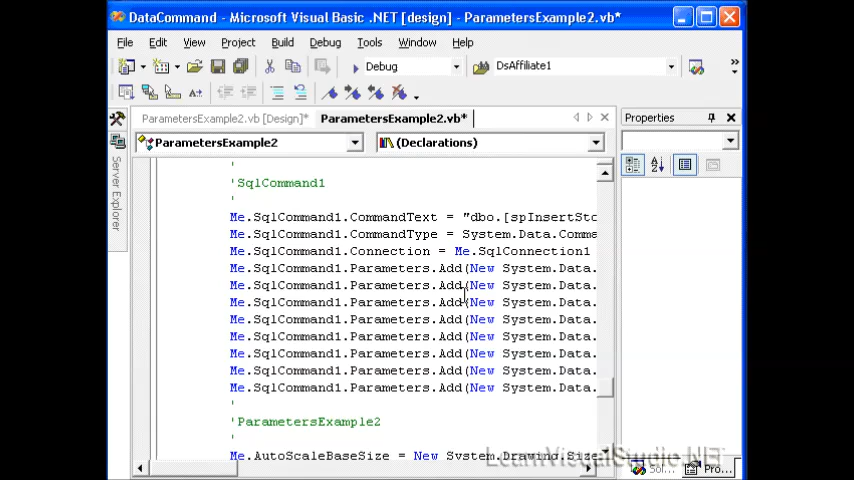 DataCommand - Microsoft Visual Basic .NET [design] - ParametersExample2.vb*
File Edit View Project Build Debug Tools Window Help
Debug DsAffiliate1
ParametersExample2.vb [Design]* ParametersExample2.vb* Properties
ParametersExample2 (Declarations)
Server Explorer
'
'SqlCommand1
'
Me.SqlCommand1.CommandText = "dbo.[spInsertSto
Me.SqlCommand1.CommandType = System.Data.Comma
Me.SqlCommand1.Connection = Me.SqlConnection1
Me.SqlCommand1.Parameters.Add(New System.Data.
Me.SqlCommand1.Parameters.Add(New System.Data.
Me.SqlCommand1.Parameters.Add(New System.Data.
Me.SqlCommand1.Parameters.Add(New System.Data.
Me.SqlCommand1.Parameters.Add(New System.Data.
Me.SqlCommand1.Parameters.Add(New System.Data.
Me.SqlCommand1.Parameters.Add(New System.Data.
Me.SqlCommand1.Parameters.Add(New System.Data.
'
'ParametersExample2
'
Me.AutoScaleBaseSize = New System.Drawing.Size
LearnVisualStudio.NET
Sol... Pro...